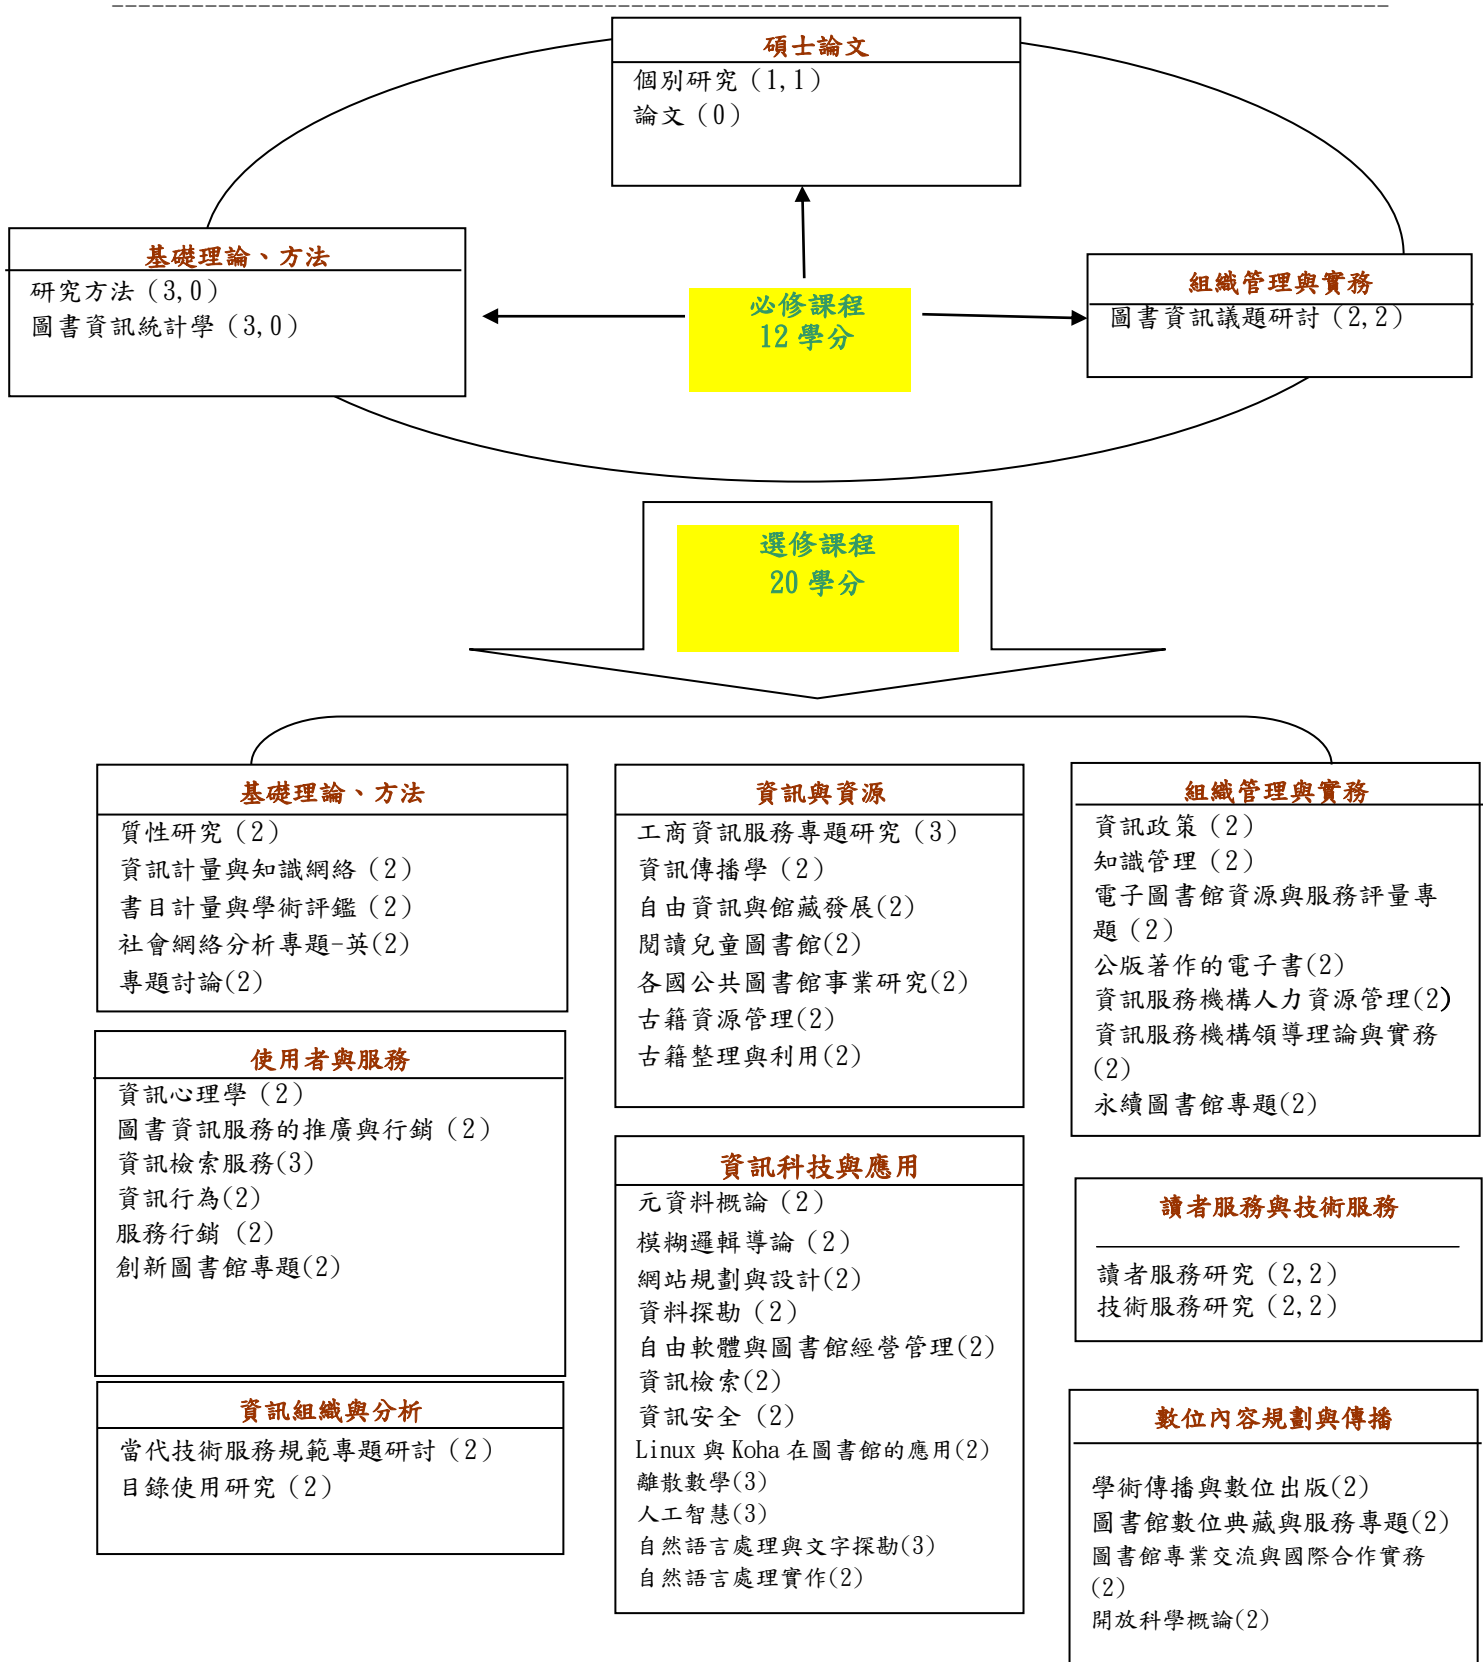 碩士論文
個別研究（1,1）
論文（0）
基礎理論、方法
研究方法（3,0）
圖書資訊統計學（3,0）
必修課程
12 學分
組織管理與實務
圖書資訊議題研討（2,2）
選修課程
20 學分
基礎理論、方法
質性研究（2）
資訊計量與知識網絡（2）
書目計量與學術評鑑（2）
社會網絡分析專題-英(2)
專題討論(2)
使用者與服務
資訊心理學（2）
圖書資訊服務的推廣與行銷（2）
資訊檢索服務(3)
資訊行為(2)
服務行銷（2）
創新圖書館專題(2)
資訊組織與分析
當代技術服務規範專題研討（2）
目錄使用研究（2）
資訊與資源
工商資訊服務專題研究（3）
資訊傳播學（2）
自由資訊與館藏發展(2)
閱讀兒童圖書館(2)
各國公共圖書館事業研究(2)
古籍資源管理(2)
古籍整理與利用(2)
資訊科技與應用
元資料概論（2）
模糊邏輯導論（2）
網站規劃與設計(2)
資料探勘（2）
自由軟體與圖書館經營管理(2)
資訊檢索(2)
資訊安全（2）
Linux 與 Koha 在圖書館的應用(2)
離散數學(3)
人工智慧(3)
自然語言處理與文字探勘(3)
自然語言處理實作(2)
組織管理與實務
資訊政策（2）
知識管理（2）
電子圖書館資源與服務評量專
題（2）
公版著作的電子書(2)
資訊服務機構人力資源管理(2)
資訊服務機構領導理論與實務
(2)
永續圖書館專題(2)
讀者服務與技術服務
讀者服務研究（2,2）
技術服務研究（2,2）
數位內容規劃與傳播
學術傳播與數位出版(2)
圖書館數位典藏與服務專題(2)
圖書館專業交流與國際合作實務
(2)
開放科學概論(2)